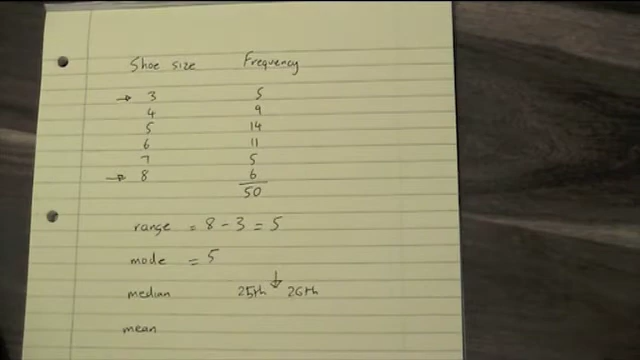 Shoe size Frequency
→ 3 5
4 9
5 14
6 11
7 5
→ 8 6
50
range = 8 - 3 = 5
mode = 5
median 25th ↓ 26th
mean